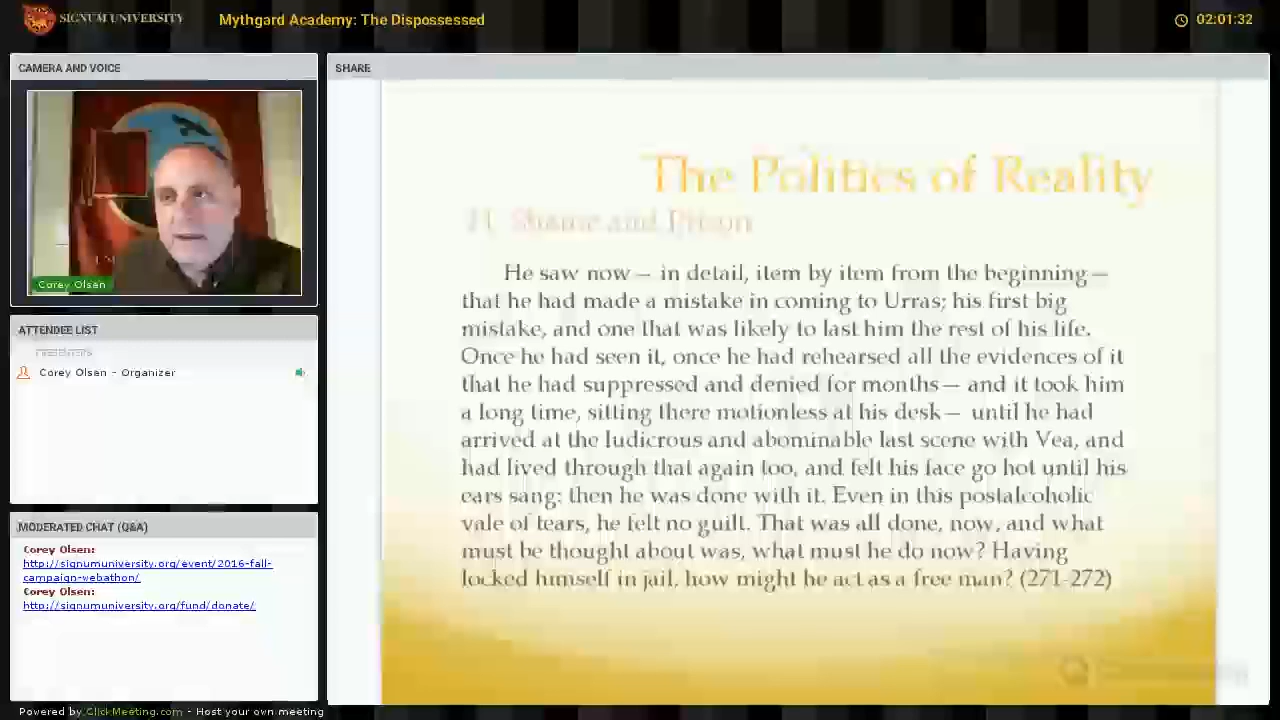 SIGNUM UNIVERSITY
Mythgard Academy: The Dispossessed
02:01:32
CAMERA AND VOICE
Corey Olsen
ATTENDEE LIST
PRESENTERS
Corey Olsen - Organizer
MODERATED CHAT (Q&A)
Corey Olsen:
http://signumuniversity.org/event/2016-fall-
campaign-webathon/
Corey Olsen:
http://signumuniversity.org/fund/donate/
Powered by ClickMeeting.com - Host your own meeting
SHARE
The Politics of Reality
Shame and Prison
He saw now — in detail, item by item from the beginning —
that he had made a mistake in coming to Urras; his first big
mistake, and one that was likely to last him the rest of his life.
Once he had seen it, once he had rehearsed all the evidences of it
that he had suppressed and denied for months — and it took him
a long time, sitting there motionless at his desk — until he had
arrived at the ludicrous and abominable last scene with Vea, and
had lived through that again too, and felt his face go hot until his
ears sang: then he was done with it. Even in this postalcoholic
vale of tears, he felt no guilt. That was all done, now, and what
must be thought about was, what must he do now? Having
locked himself in jail, how might he act as a free man? (271-272)